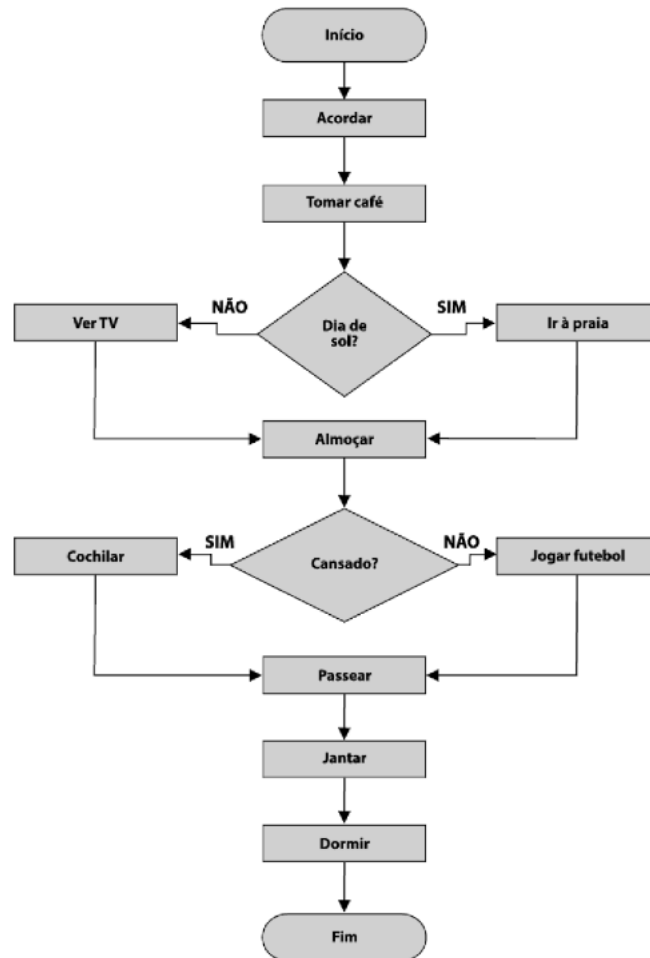 Início
Acordar
Tomar café
NÃO
SIM
Ver TV
Dia de
sol?
Ir à praia
Almoçar
SIM
NÃO
Cochilar
Cansado?
Jogar futebol
Passear
Jantar
Dormir
Fim